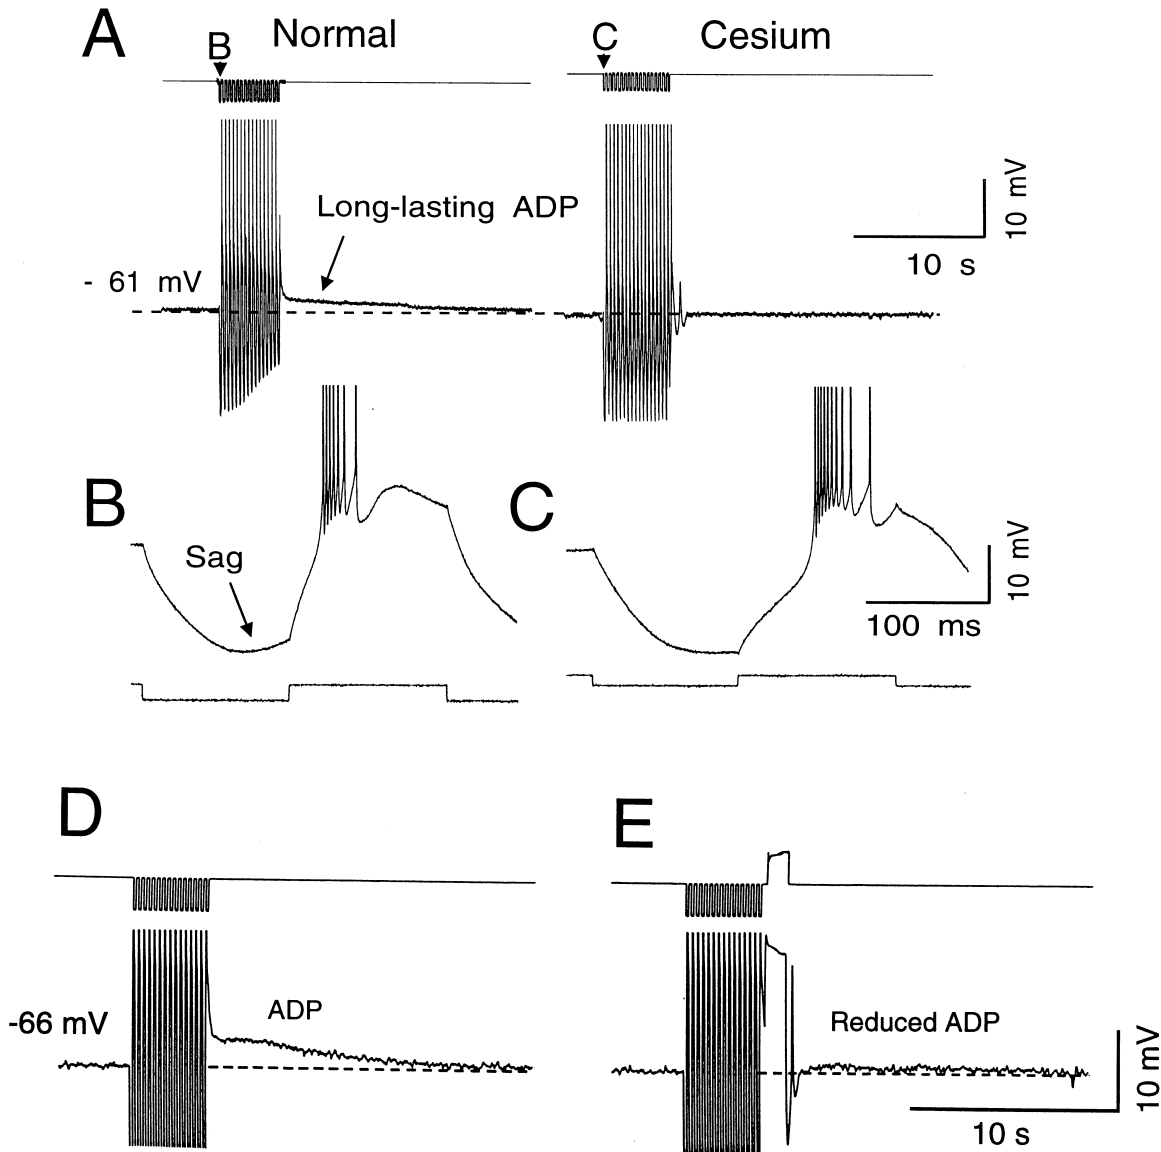 A
B
Normal
C
Cesium
Long-lasting ADP
10 mV
10 s
- 61 mV
B
Sag
C
10 mV
100 ms
D
E
ADP
-66 mV
Reduced ADP
10 mV
10 s